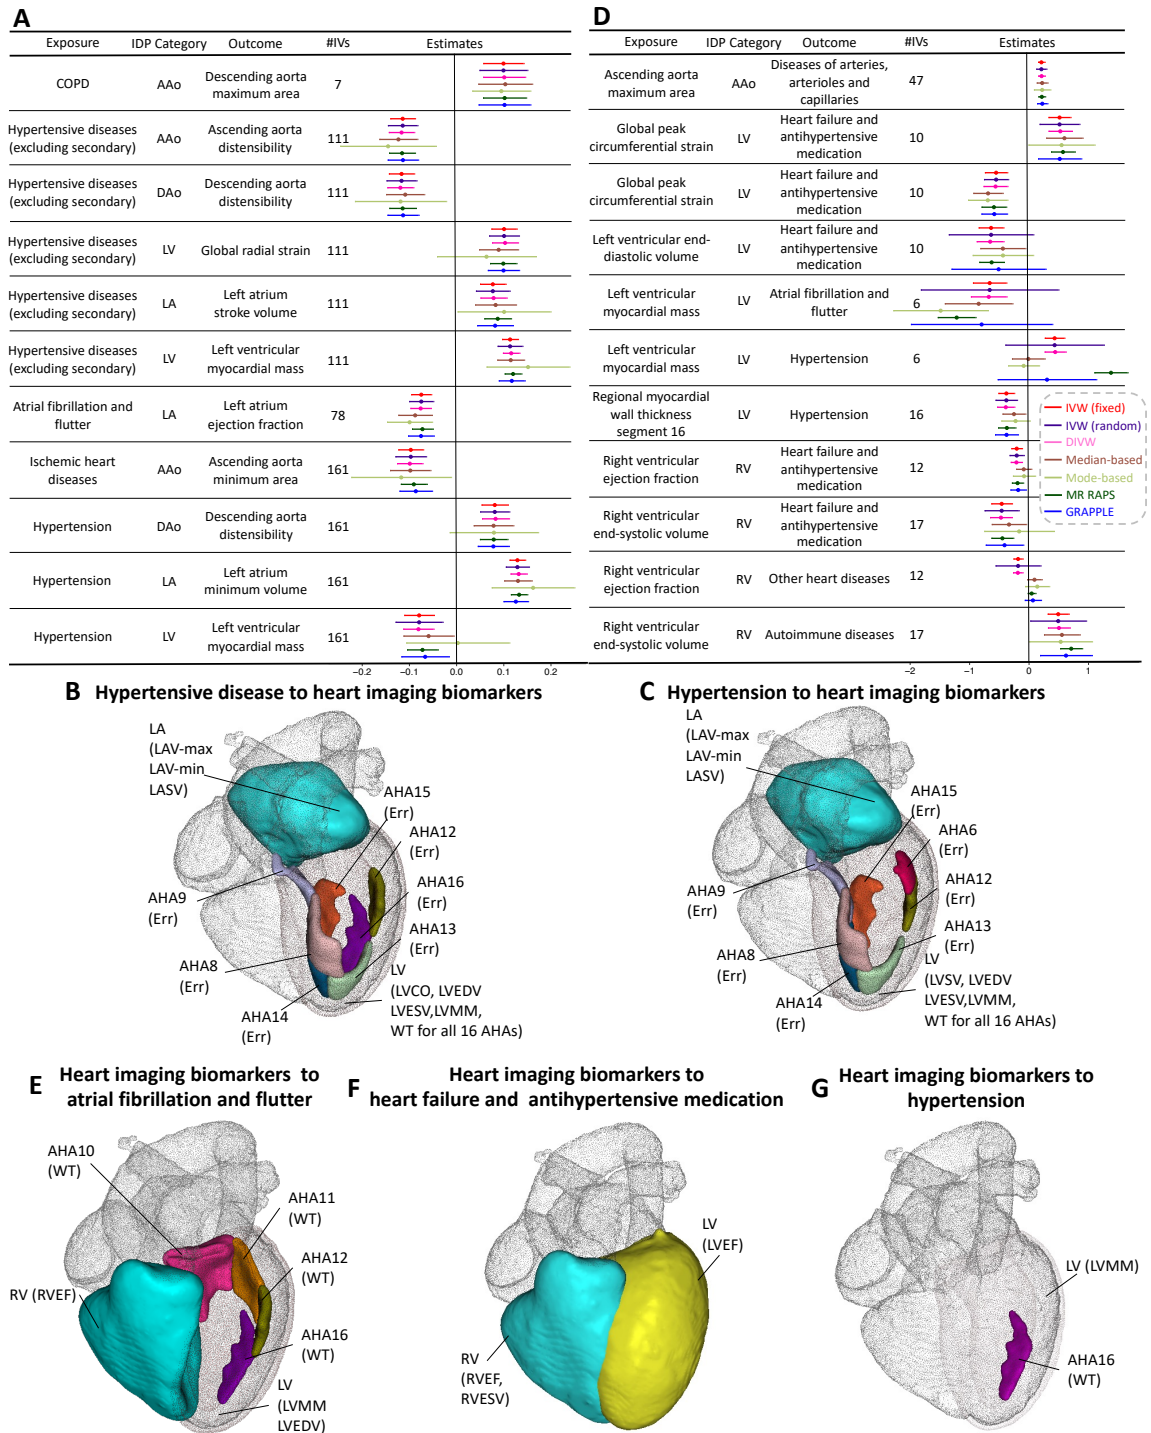 A
Exposure IDP Category Outcome #IVs Estimates
COPD AAo Descending aorta maximum area 7
Hypertensive diseases (excluding secondary) AAo Ascending aorta distensibility 111
Hypertensive diseases (excluding secondary) DAo Descending aorta distensibility 111
Hypertensive diseases (excluding secondary) LV Global radial strain 111
Hypertensive diseases (excluding secondary) LA Left atrium stroke volume 111
Hypertensive diseases (excluding secondary) LV Left ventricular myocardial mass 111
Atrial fibrillation and flutter LA Left atrium ejection fraction 78
Ischemic heart diseases AAo Ascending aorta minimum area 161
Hypertension DAo Descending aorta distensibility 161
Hypertension LA Left atrium minimum volume 161
Hypertension LV Left ventricular myocardial mass 161
−0.2 −0.1 0.0 0.1 0.2
D
Exposure IDP Category Outcome #IVs Estimates
Ascending aorta maximum area AAo Diseases of arteries, arterioles and capillaries 47
Global peak circumferential strain LV Heart failure and antihypertensive medication 10
Global peak circumferential strain LV Heart failure and antihypertensive medication 10
Left ventricular end-diastolic volume LV Heart failure and antihypertensive medication 10
Left ventricular myocardial mass LV Atrial fibrillation and flutter 6
Left ventricular myocardial mass LV Hypertension 6
Regional myocardial wall thickness segment 16 LV Hypertension 16
Right ventricular ejection fraction RV Heart failure and antihypertensive medication 12
Right ventricular end-systolic volume RV Heart failure and antihypertensive medication 17
Right ventricular ejection fraction RV Other heart diseases 12
Right ventricular end-systolic volume RV Autoimmune diseases 17
−2 −1 0 1
IVW (fixed)
IVW (random)
DIVW
Median-based
Mode-based
MR RAPS
GRAPPLE
B Hypertensive disease to heart imaging biomarkers
LA
(LAV-max
LAV-min
LASV)
AHA15
(Err)
AHA12
(Err)
AHA16
(Err)
AHA9
(Err)
AHA13
(Err)
AHA8
(Err)
LV
(LVCO, LVEDV
LVESV,LVMM,
WT for all 16 AHAs)
AHA14
(Err)
C Hypertension to heart imaging biomarkers
LA
(LAV-max
LAV-min
LASV)
AHA15
(Err)
AHA6
(Err)
AHA12
(Err)
AHA9
(Err)
AHA13
(Err)
AHA8
(Err)
LV
(LVSV, LVEDV
LVESV,LVMM,
WT for all 16 AHAs)
AHA14
(Err)
E Heart imaging biomarkers to
atrial fibrillation and flutter
AHA10
(WT)
AHA11
(WT)
AHA12
(WT)
RV (RVEF)
AHA16
(WT)
LV
(LVMM
LVEDV)
F Heart imaging biomarkers to
heart failure and antihypertensive medication
LV
(LVEF)
RV
(RVEF,
RVESV)
G Heart imaging biomarkers to
hypertension
LV (LVMM)
AHA16
(WT)